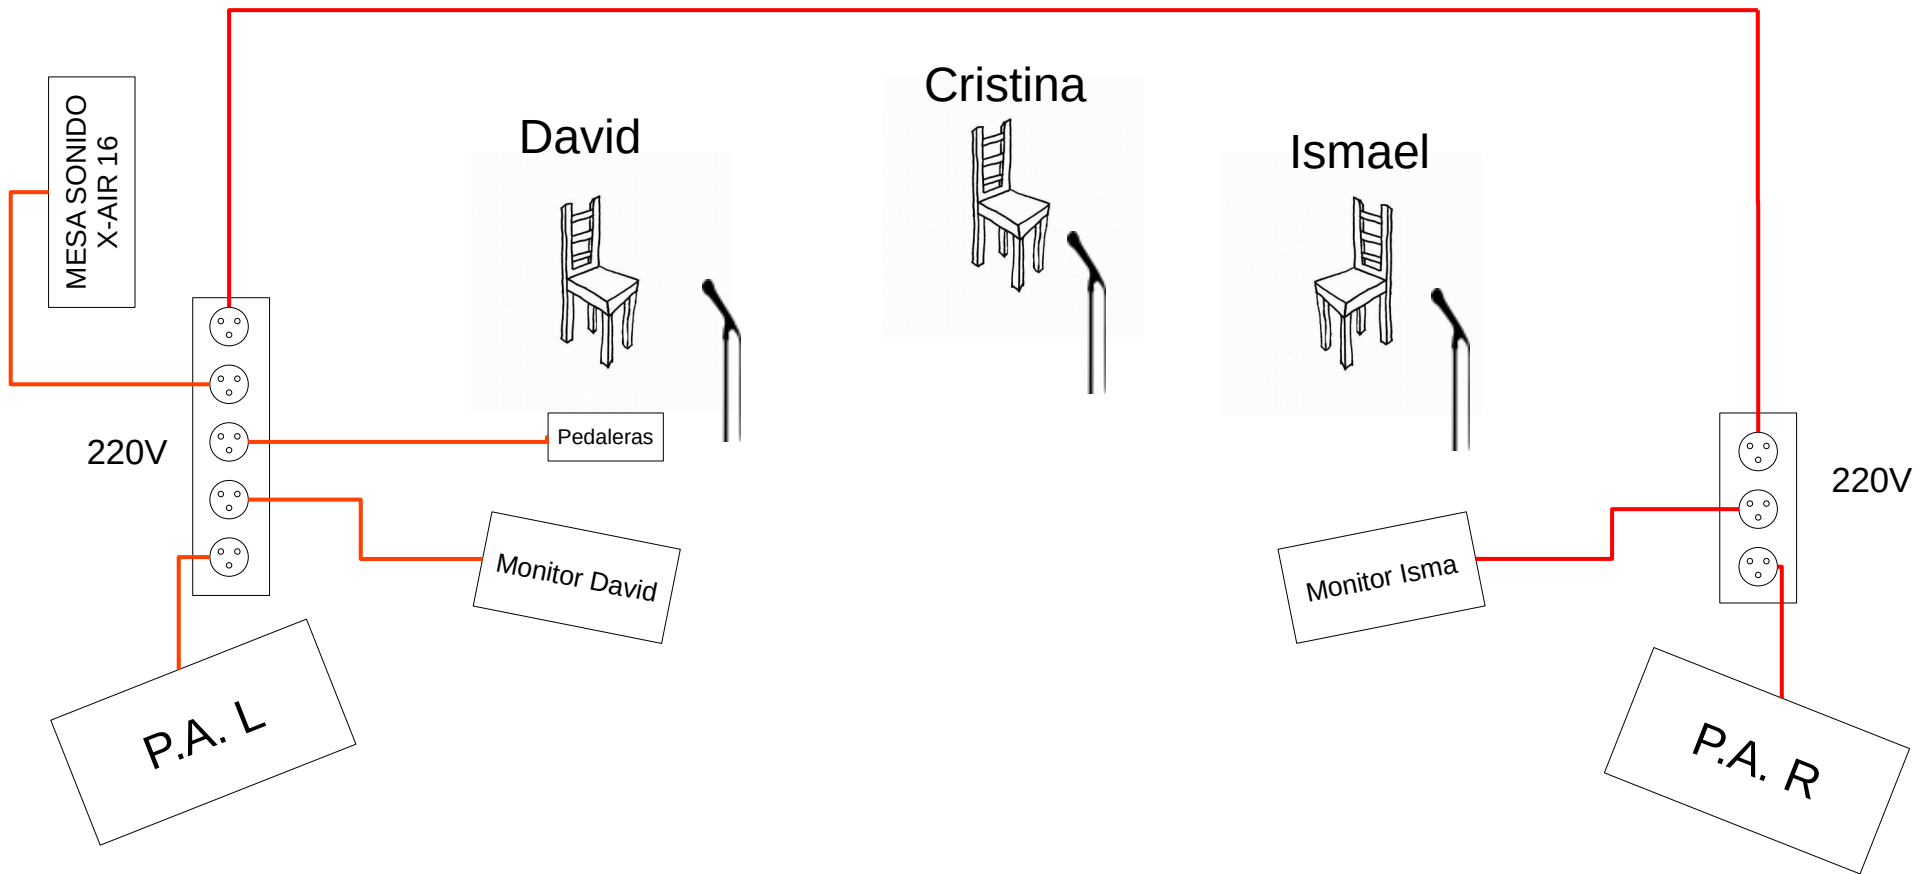 Cristina
David
Ismael
MESA SONIDO
X-AIR 16
220V
Pedaleras
220V
Monitor David
Monitor Isma
P.A. L
P.A. R